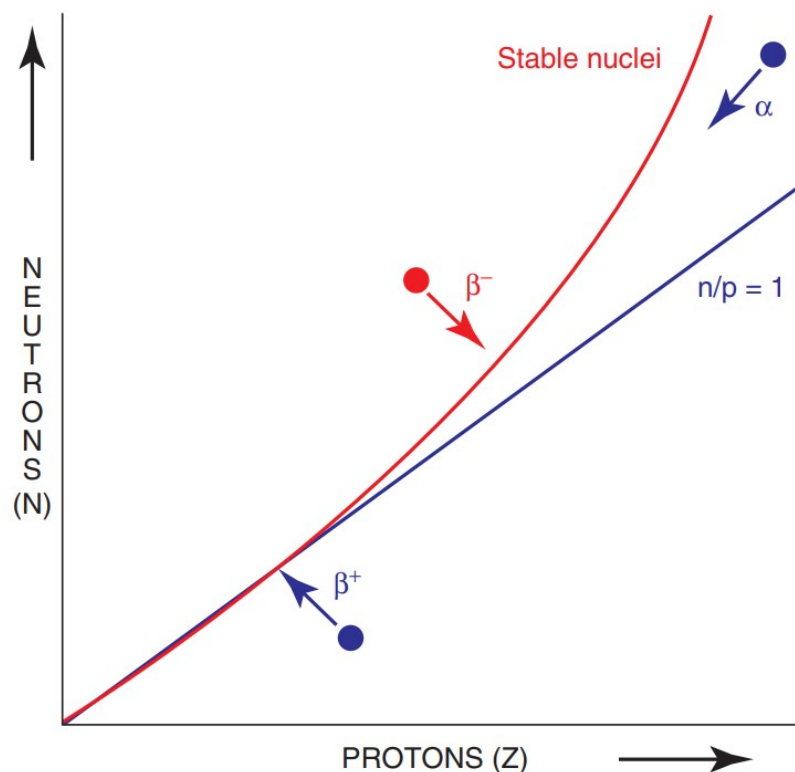 Stable nuclei
α
β⁻
n/p = 1
NEUTRONS
(N)
β⁺
PROTONS (Z)